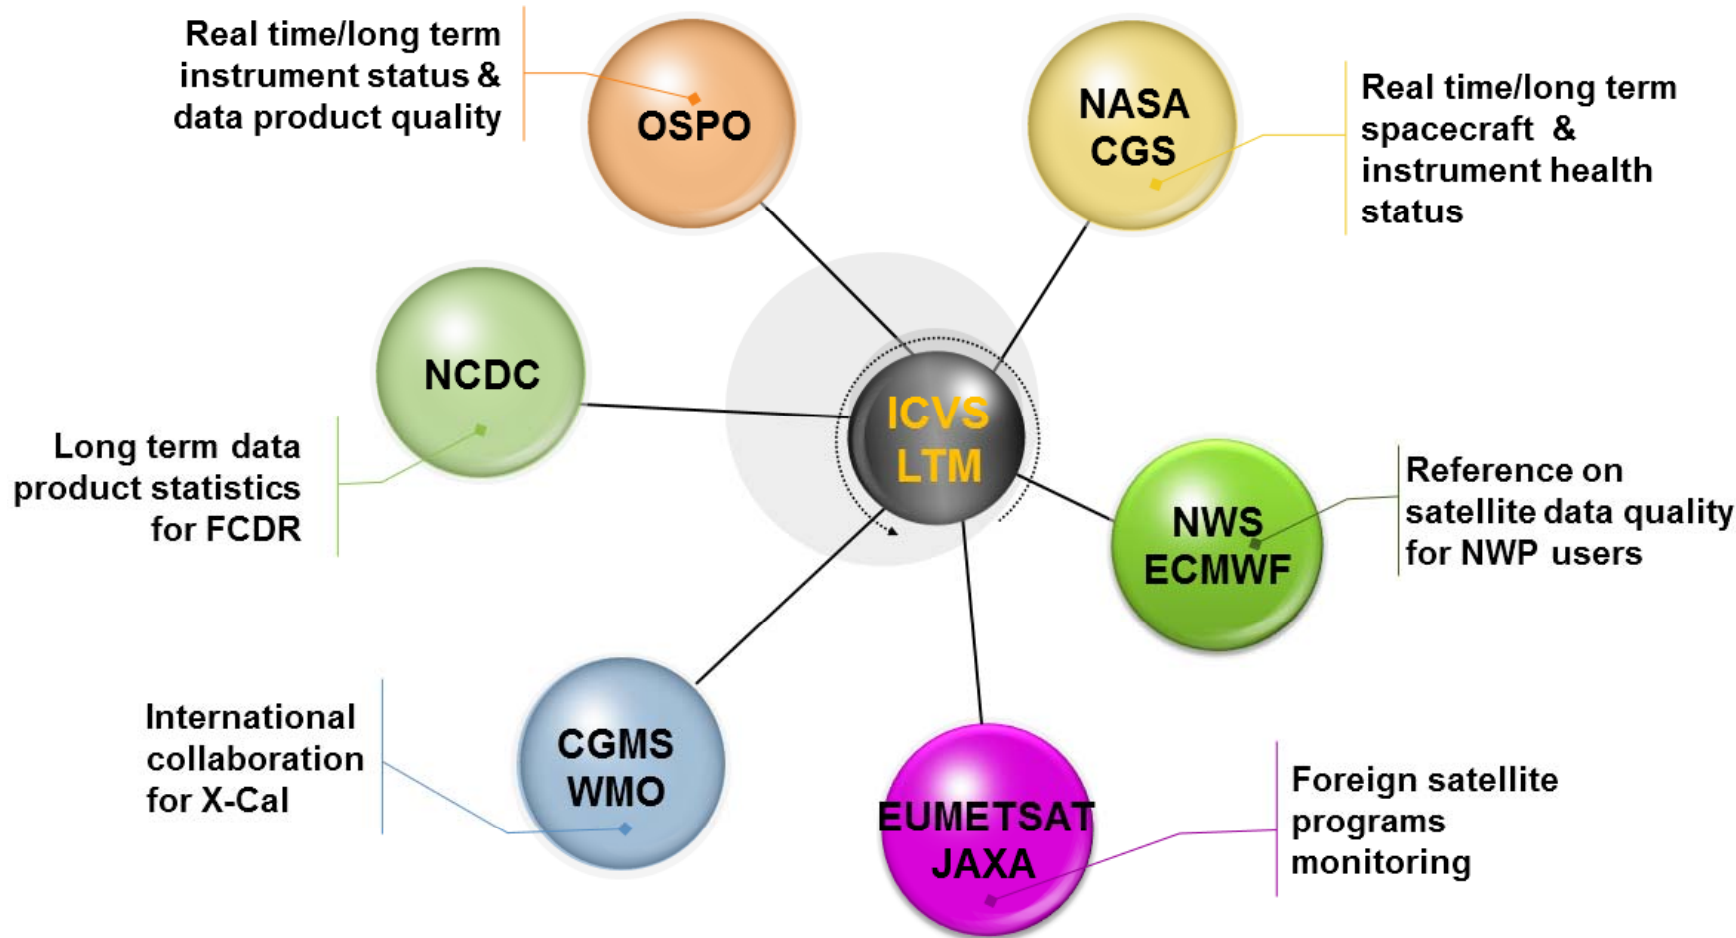 Real time/long term
instrument status &
data product quality
OSPO
NASA
CGS
Real time/long term
spacecraft &
instrument health
status
NCDC
Long term data
product statistics
for FCDR
ICVS
LTM
NWS
ECMWF
Reference on
satellite data quality
for NWP users
CGMS
WMO
International
collaboration
for X-Cal
EUMETSAT
JAXA
Foreign satellite
programs
monitoring